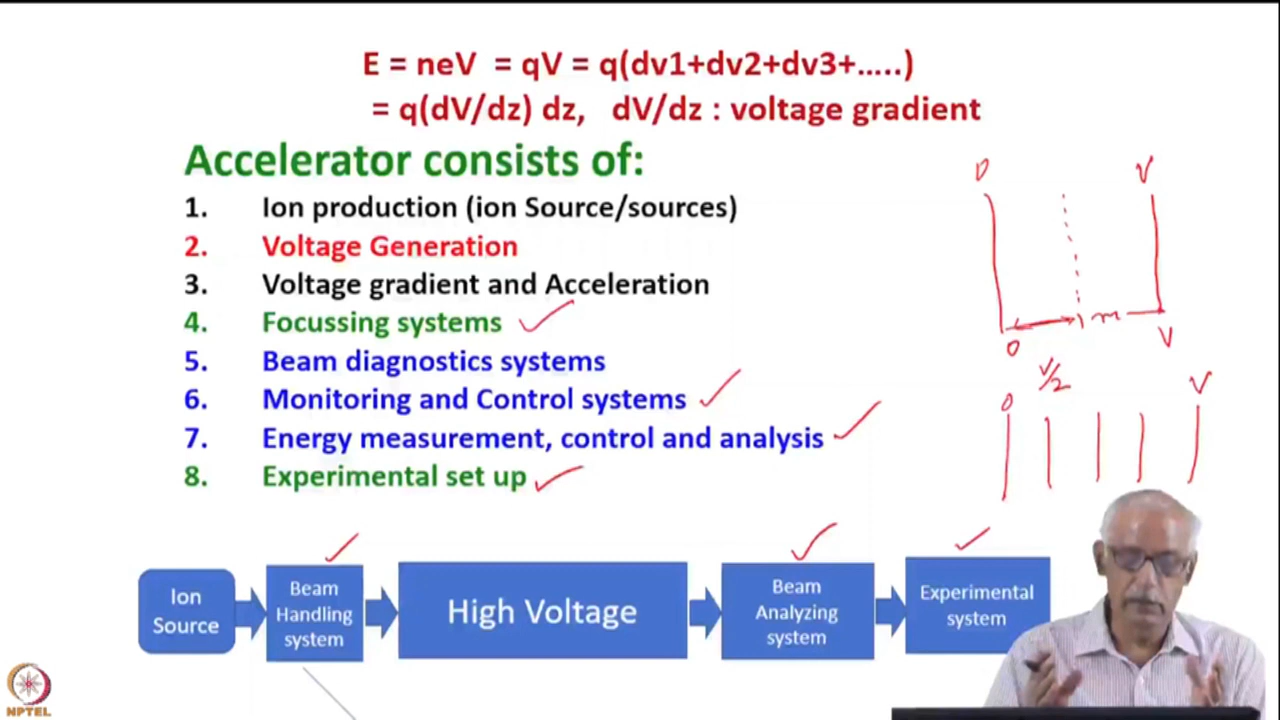 E = neV = qV = q(dv1+dv2+dv3+.....)
= q(dV/dz) dz, dV/dz : voltage gradient
Accelerator consists of:
1. Ion production (ion Source/sources)
2. Voltage Generation
3. Voltage gradient and Acceleration
4. Focussing systems
5. Beam diagnostics systems
6. Monitoring and Control systems
7. Energy measurement, control and analysis
8. Experimental set up
0 V
1 m
0 V
V/2
0 V
Ion
Source
Beam
Handling
system
High Voltage
Beam
Analyzing
system
Experimental
system
NPTEL